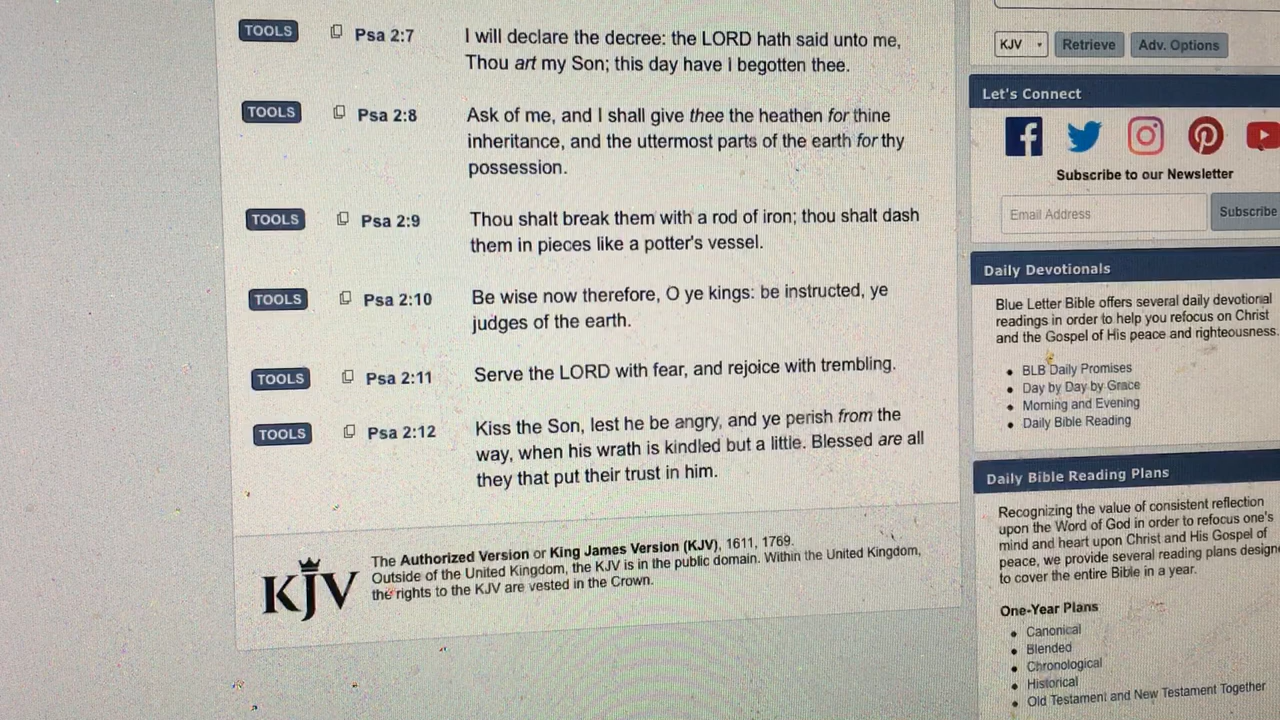 TOOLS Psa 2:7 I will declare the decree: the LORD hath said unto me,
Thou art my Son; this day have I begotten thee.
TOOLS Psa 2:8 Ask of me, and I shall give thee the heathen for thine
inheritance, and the uttermost parts of the earth for thy
possession.
TOOLS Psa 2:9 Thou shalt break them with a rod of iron; thou shalt dash
them in pieces like a potter's vessel.
TOOLS Psa 2:10 Be wise now therefore, O ye kings: be instructed, ye
judges of the earth.
TOOLS Psa 2:11 Serve the LORD with fear, and rejoice with trembling.
TOOLS Psa 2:12 Kiss the Son, lest he be angry, and ye perish from the
way, when his wrath is kindled but a little. Blessed are all
they that put their trust in him.
KJV
The Authorized Version or King James Version (KJV), 1611, 1769.
Outside of the United Kingdom, the KJV is in the public domain. Within the United Kingdom,
the rights to the KJV are vested in the Crown.
KJV Retrieve Adv. Options
Let's Connect
Subscribe to our Newsletter
Email Address Subscribe
Daily Devotionals
Blue Letter Bible offers several daily devotional
readings in order to help you refocus on Christ
and the Gospel of His peace and righteousness.
BLB Daily Promises
Day by Day by Grace
Morning and Evening
Daily Bible Reading
Daily Bible Reading Plans
Recognizing the value of consistent reflection
upon the Word of God in order to refocus one's
mind and heart upon Christ and His Gospel of
peace, we provide several reading plans designe
to cover the entire Bible in a year.
One-Year Plans
Canonical
Blended
Chronological
Historical
Old Testament and New Testament Together